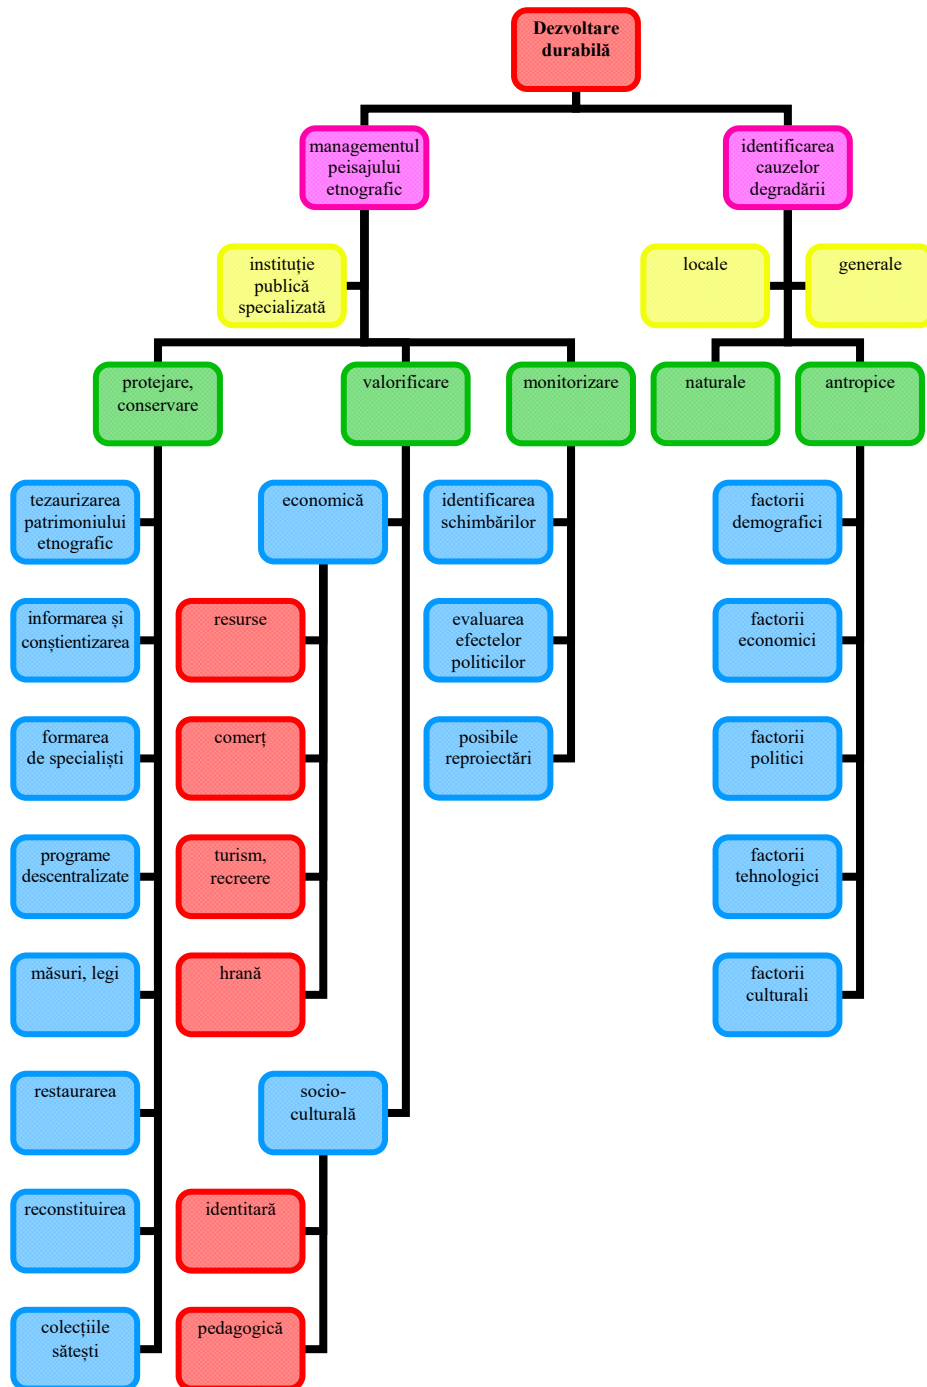 Dezvoltare
durabilă
managementul
peisajului
etnografic
identificarea
cauzelor
degradării
instituție
publică
specializată
locale
generale
protejare,
conservare
valorificare
monitorizare
naturale
antropice
tezaurizarea
patrimoniului
etnografic
economică
identificarea
schimbărilor
factorii
demografici
informarea și
conștientizarea
resurse
evaluarea
efectelor
politicilor
factorii
economici
formarea
de specialiști
comerț
posibile
reproiectări
factorii
politici
programe
descentralizate
turism,
recreere
factorii
tehnologici
măsuri, legi
hrană
factorii
culturali
restaurarea
socio-
culturală
reconstituirea
identitară
colecțiile
sătești
pedagogică